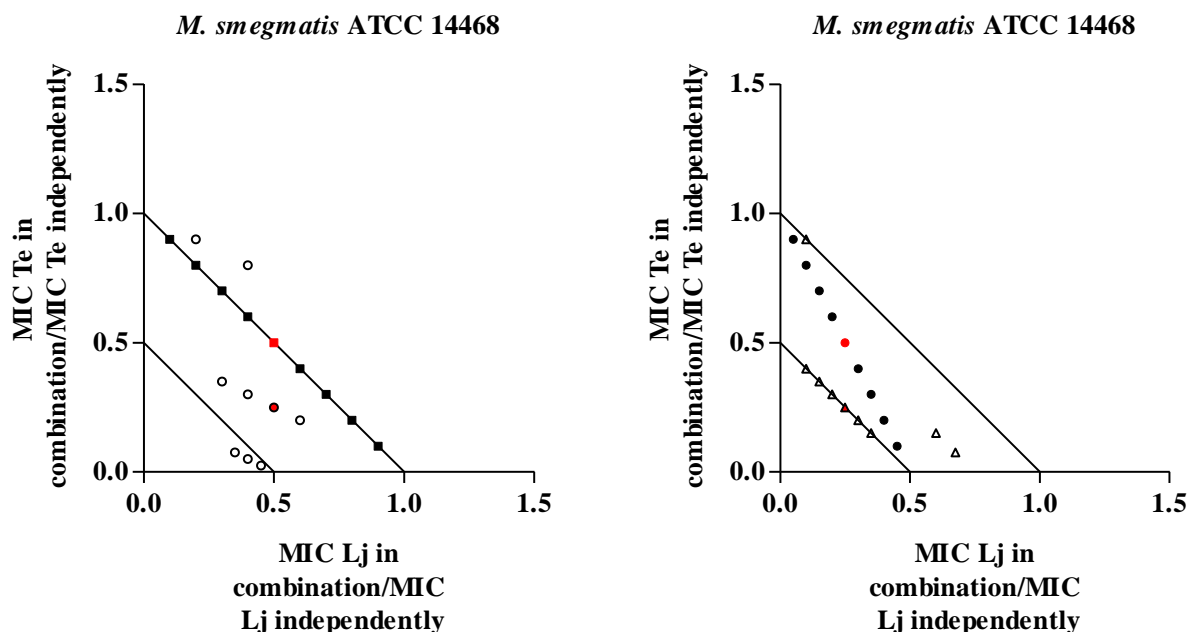 M. smegmatis ATCC 14468
MIC Te in
combination/MIC Te independently
1.5
1.0
0.5
0.0
0.0 0.5 1.0 1.5
MIC Lj in
combination/MIC
Lj independently
M. smegmatis ATCC 14468
MIC Te in
combination/MIC Te independently
1.5
1.0
0.5
0.0
0.0 0.5 1.0 1.5
MIC Lj in
combination/MIC
Lj independently